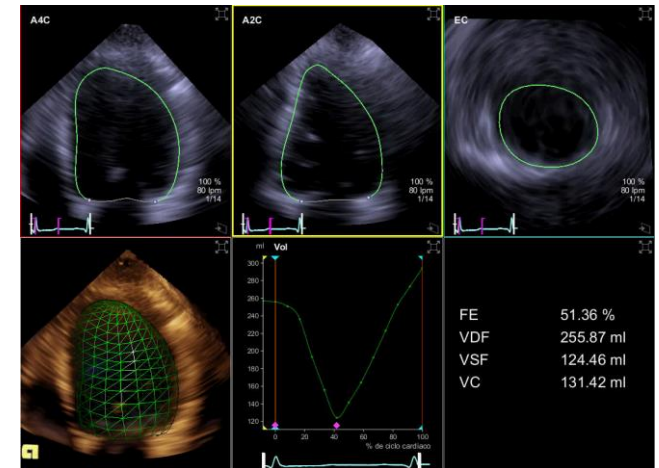 A4C
100 %
80 lpm
1/14
A2C
100 %
80 lpm
1/14
EC
100 %
80 lpm
1/14
a
ml Vol
300
280
260
240
220
200
180
160
140
120
0 20 40 60 80 100
% de ciclo cardíaco
FE 51.36 %
VDF 255.87 ml
VSF 124.46 ml
VC 131.42 ml